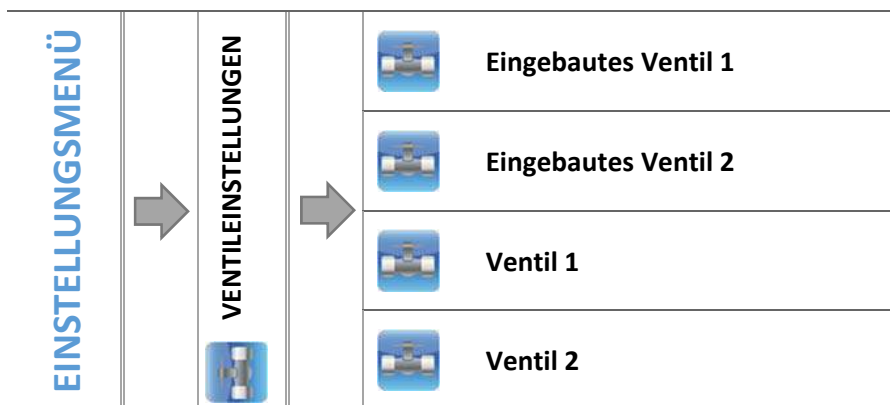 EINSTELLUNGSMENÜ
VENTILEINSTELLUNGEN
Eingebautes Ventil 1
Eingebautes Ventil 2
Ventil 1
Ventil 2